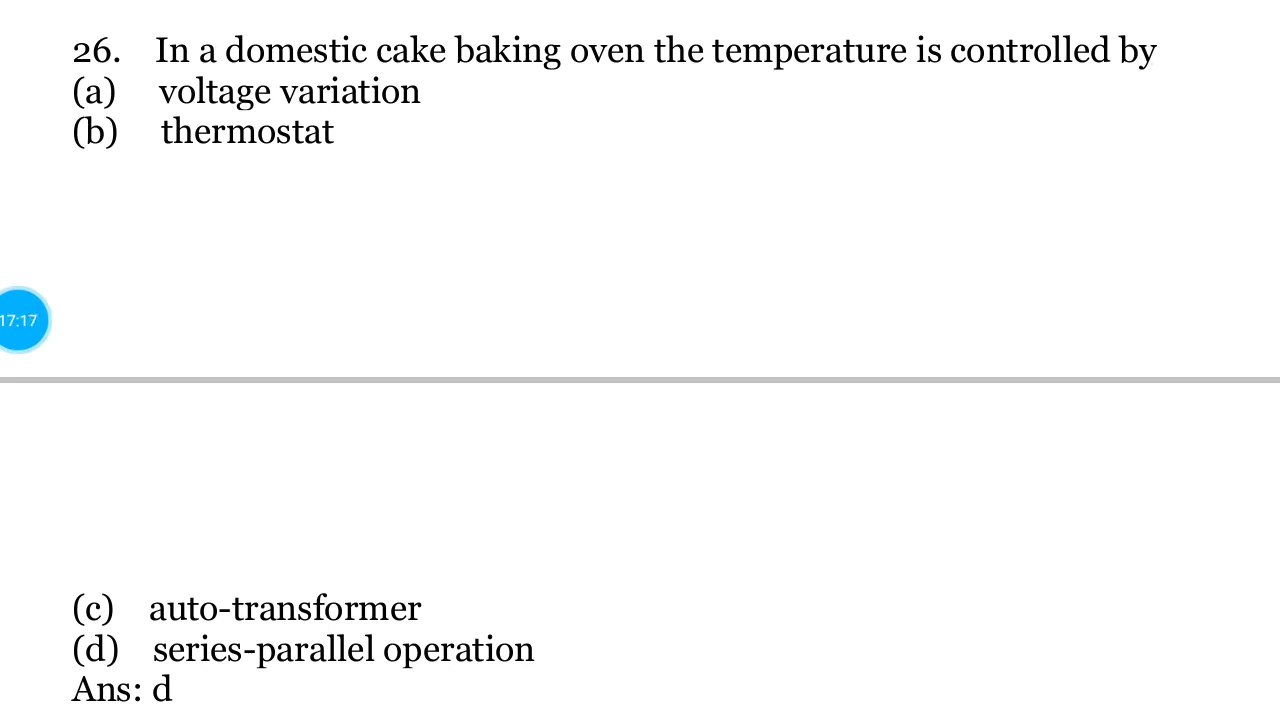 26. In a domestic cake baking oven the temperature is controlled by
(a) voltage variation
(b) thermostat
17:17
(c) auto-transformer
(d) series-parallel operation
Ans: d